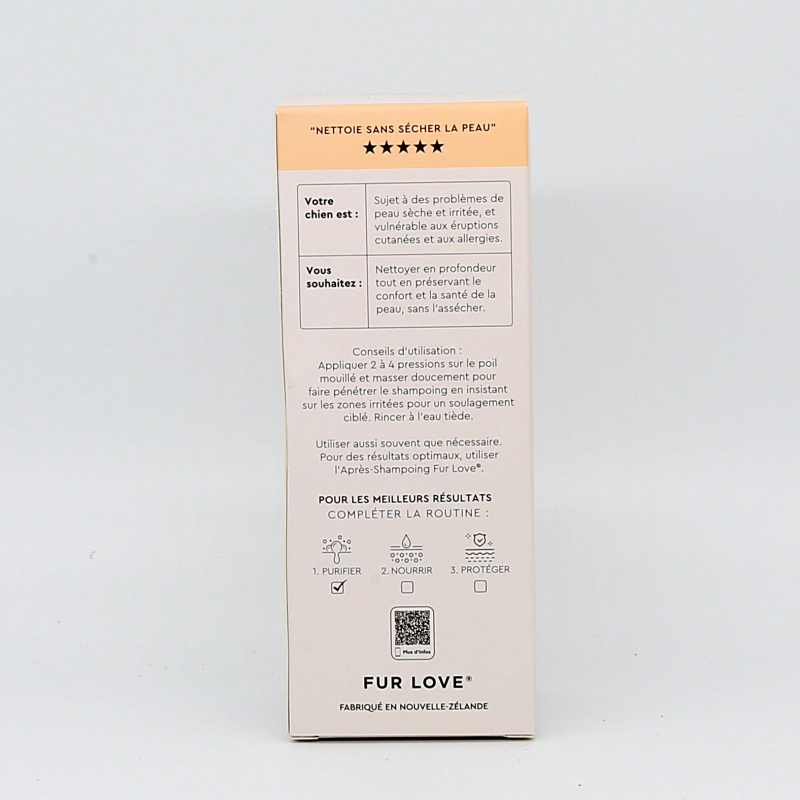 "NETTOIE SANS SÉCHER LA PEAU"
★★★★★
Votre
chien est :
Sujet à des problèmes de
peau sèche et irritée, et
vulnérable aux éruptions
cutanées et aux allergies.
Vous
souhaitez :
Nettoyer en profondeur
tout en préservant le
confort et la santé de la
peau, sans l'assécher.
Conseils d'utilisation :
Appliquer 2 à 4 pressions sur le poil
mouillé et masser doucement pour
faire pénétrer le shampoing en insistant
sur les zones irritées pour un soulagement
ciblé. Rincer à l'eau tiède.
Utiliser aussi souvent que nécessaire.
Pour des résultats optimaux, utiliser
l'Après-Shampoing Fur Love®.
POUR LES MEILLEURS RÉSULTATS
COMPLÉTER LA ROUTINE :
1. PURIFIER
2. NOURRIR
3. PROTÉGER
Plus d'infos
FUR LOVE®
FABRIQUÉ EN NOUVELLE-ZÉLANDE